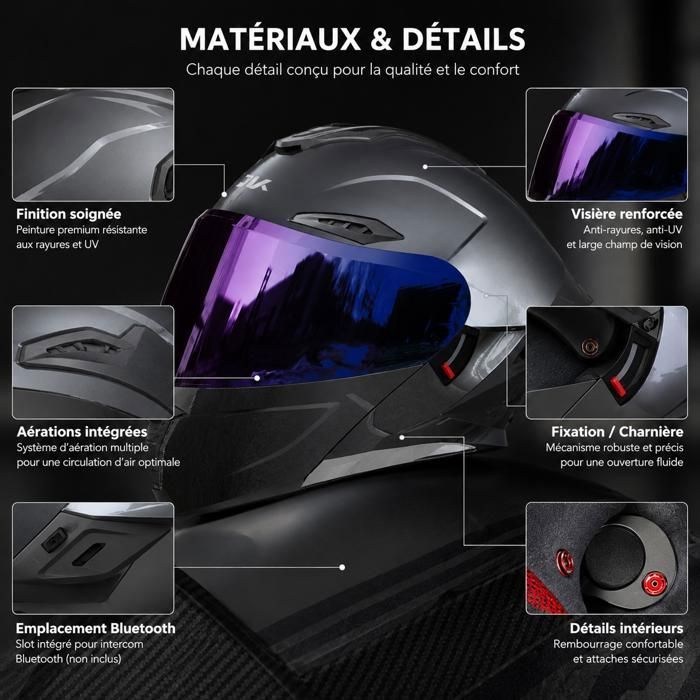 MATÉRIAUX & DÉTAILS
Chaque détail conçu pour la qualité et le confort
Finition soignée
Peinture premium résistante
aux rayures et UV
Visière renforcée
Anti-rayures, anti-UV
et large champ de vision
Aérations intégrées
Système d'aération multiple
pour une circulation d'air optimale
Fixation / Charnière
Mécanisme robuste et précis
pour une ouverture fluide
Emplacement Bluetooth
Slot intégré pour intercom
Bluetooth (non inclus)
Détails intérieurs
Rembourrage confortable
et attaches sécurisées